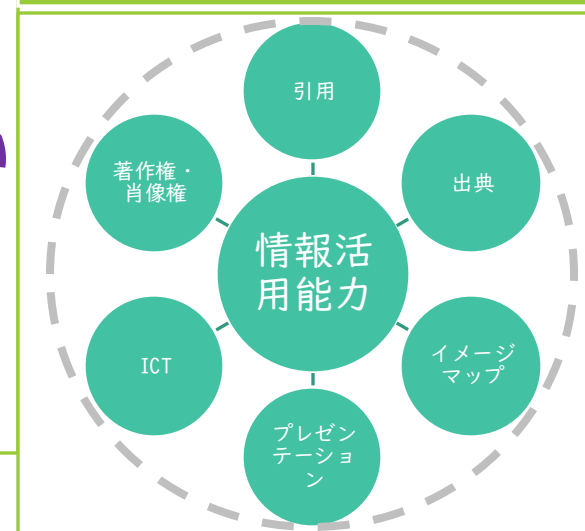 引用
著作権・
肖像権
出典
情報活
用能力
ICT
イメージ
マップ
プレゼン
テーショ
ン